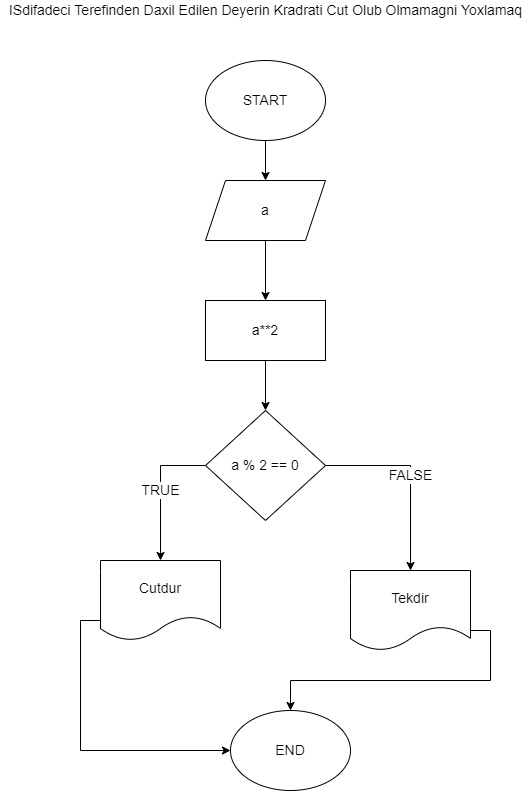 ISdifadeci Terefinden Daxil Edilen Deyerin Kradrati Cut Olub Olmamagni Yoxlamaq
START
a
a**2
a % 2 == 0
TRUE
FALSE
Cutdur
Tekdir
END